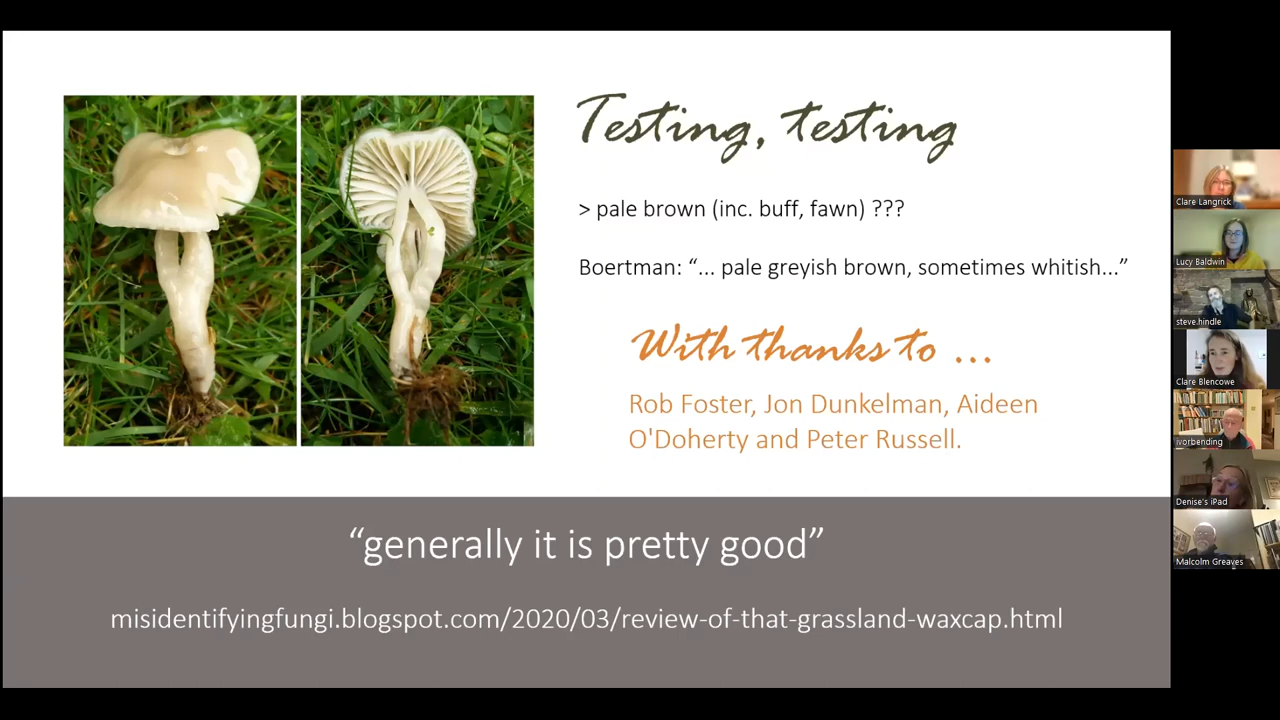 Testing, testing
> pale brown (inc. buff, fawn) ???
Boertman: “... pale greyish brown, sometimes whitish...”
With thanks to ...
Rob Foster, Jon Dunkelman, Aideen
O'Doherty and Peter Russell.
“generally it is pretty good”
misidentifyingfungi.blogspot.com/2020/03/review-of-that-grassland-waxcap.html
Clare Langrick
Lucy Baldwin
steve.hindle
Clare Blencowe
ivorbending
Denise's iPad
Malcolm Greaves